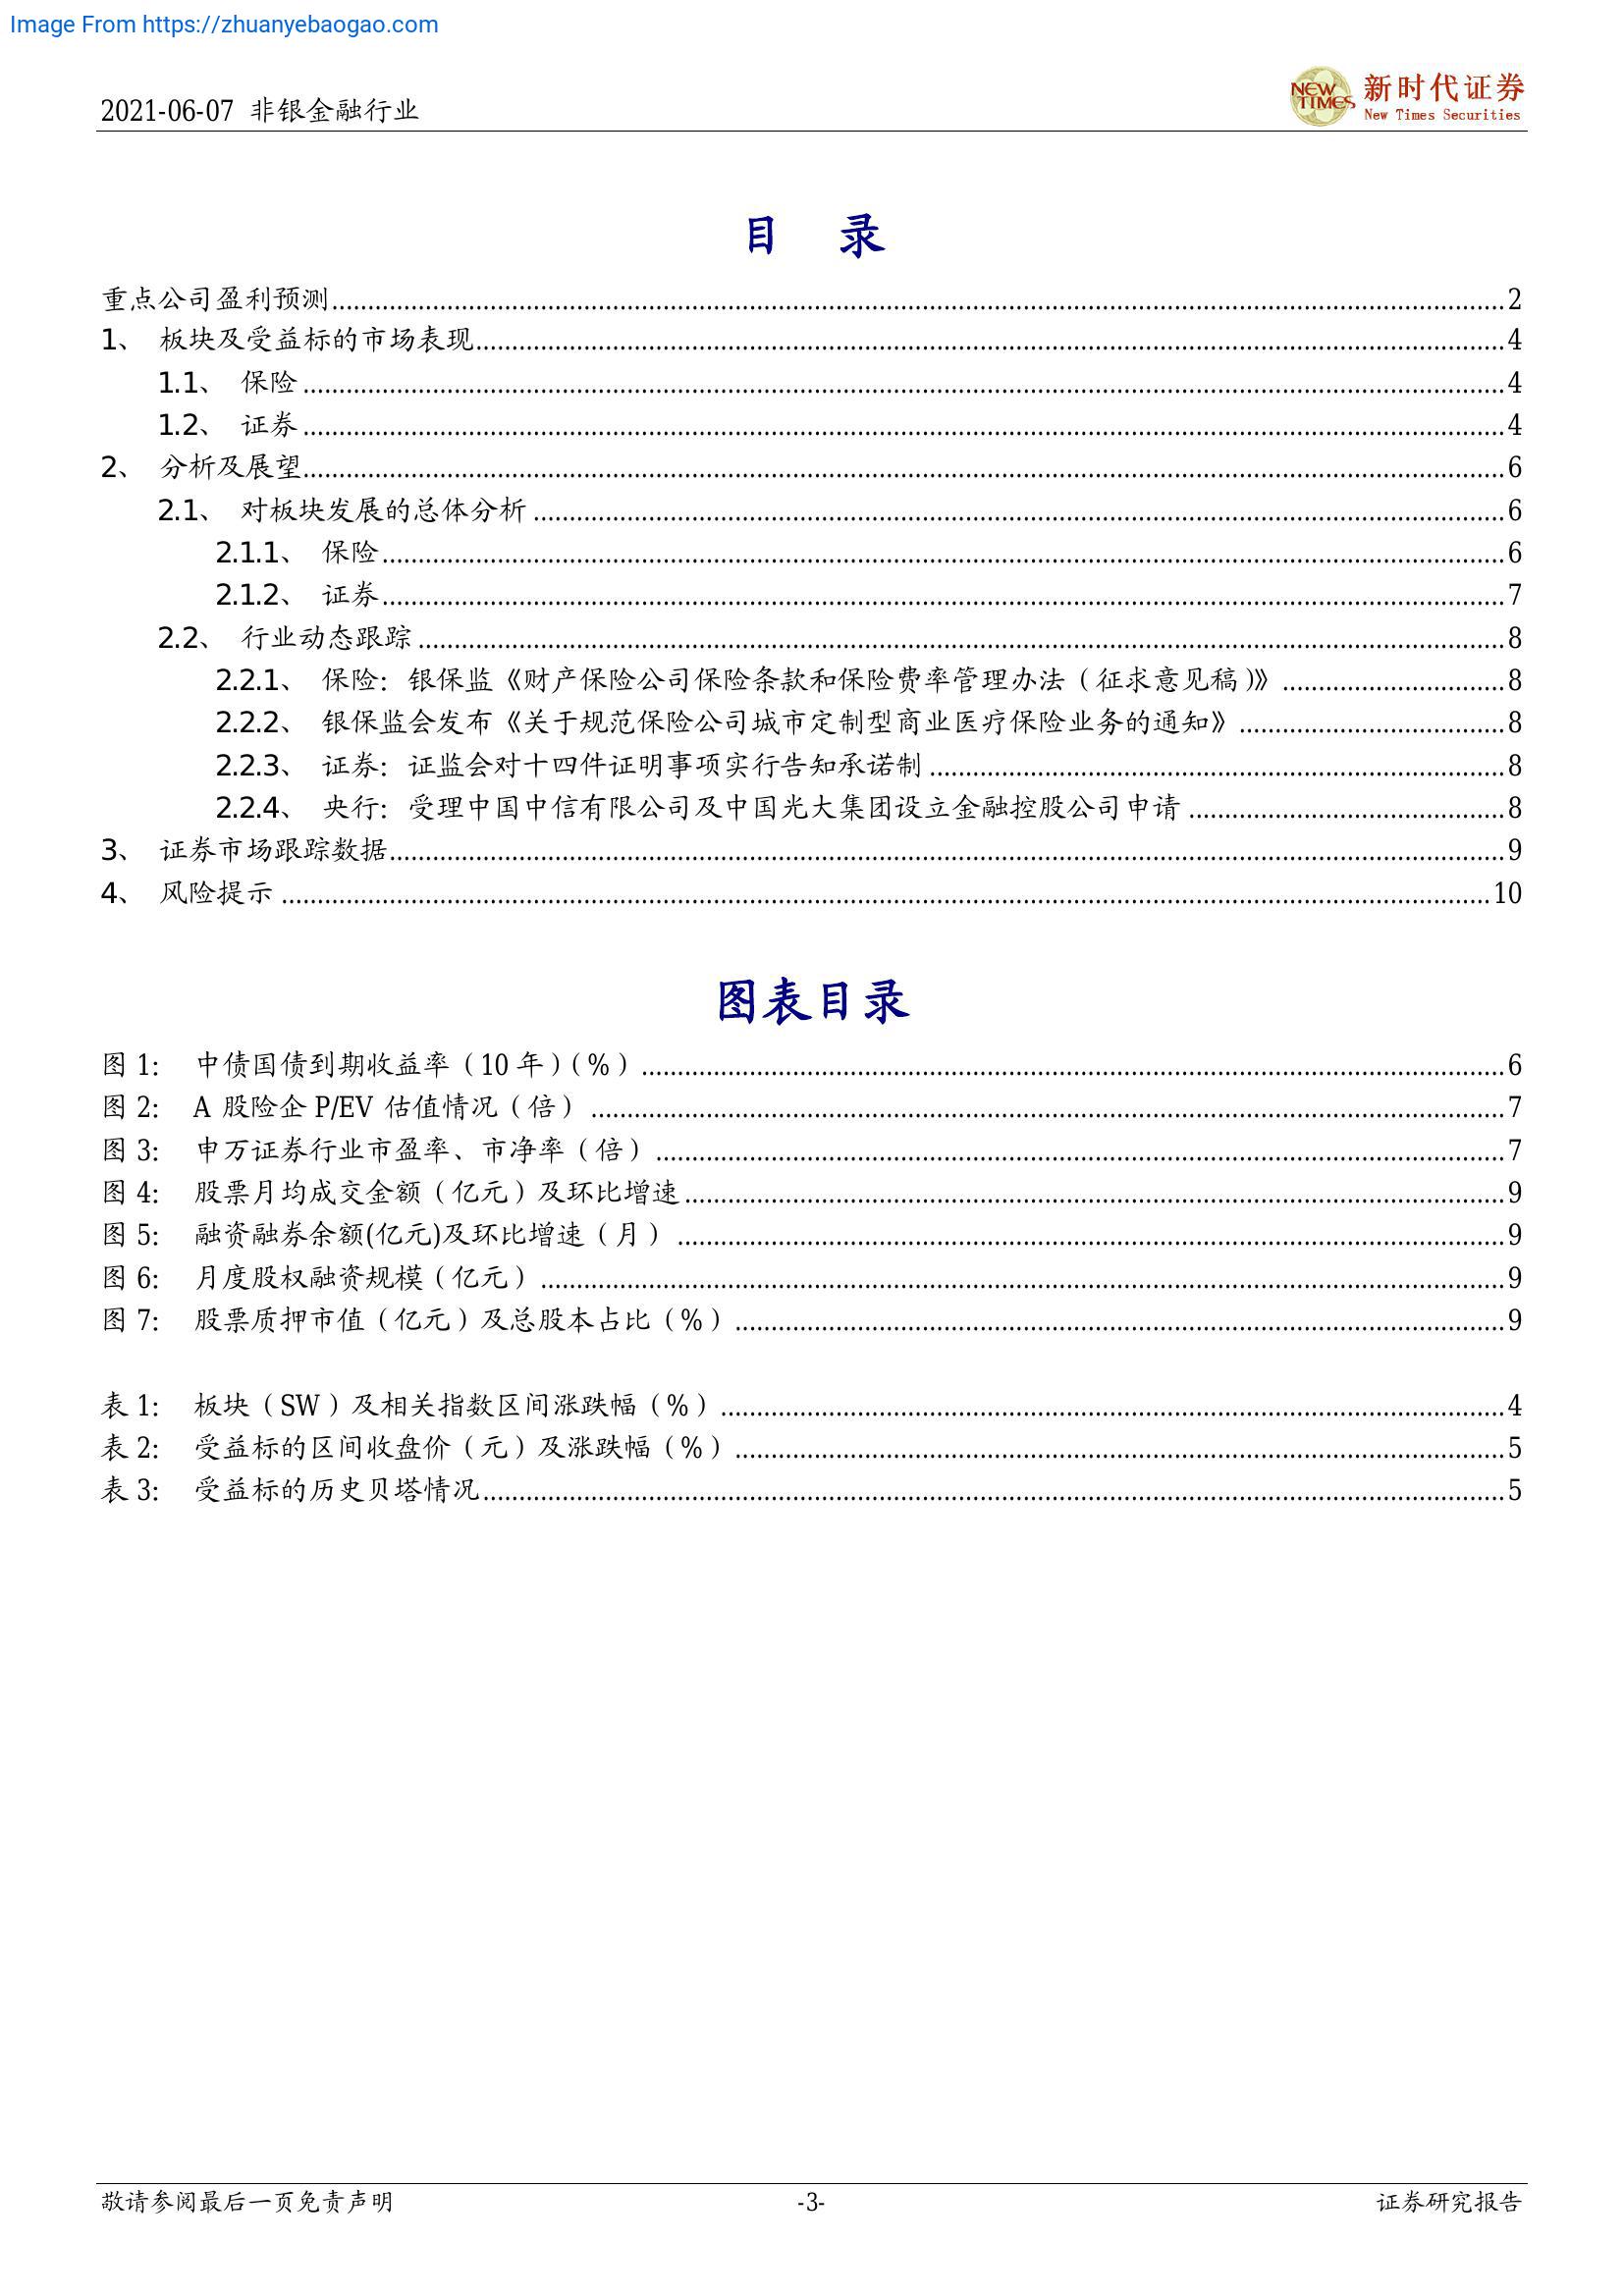 Image From https://zhuanyebaogao.com
2021-06-07 非银金融行业
NEW TIMES 新时代证券
New Times Securities
目 录
重点公司盈利预测....................2
1、 板块及受益标的市场表现....................4
1.1、 保险....................4
1.2、 证券....................4
2、 分析及展望....................6
2.1、 对板块发展的总体分析....................6
2.1.1、 保险....................6
2.1.2、 证券....................7
2.2、 行业动态跟踪....................8
2.2.1、 保险：银保监《财产保险公司保险条款和保险费率管理办法（征求意见稿）》....................8
2.2.2、 银保监会发布《关于规范保险公司城市定制型商业医疗保险业务的通知》....................8
2.2.3、 证券：证监会对十四件证明事项实行告知承诺制....................8
2.2.4、 央行：受理中国中信有限公司及中国光大集团设立金融控股公司申请....................8
3、 证券市场跟踪数据....................9
4、 风险提示....................10
图表目录
图 1: 中债国债到期收益率（10 年）（%）....................6
图 2: A 股险企 P/EV 估值情况（倍）....................7
图 3: 申万证券行业市盈率、市净率（倍）....................7
图 4: 股票月均成交金额（亿元）及环比增速....................9
图 5: 融资融券余额(亿元)及环比增速（月）....................9
图 6: 月度股权融资规模（亿元）....................9
图 7: 股票质押市值（亿元）及总股本占比（%）....................9
表 1: 板块（SW）及相关指数区间涨跌幅（%）....................4
表 2: 受益标的区间收盘价（元）及涨跌幅（%）....................5
表 3: 受益标的历史贝塔情况....................5
敬请参阅最后一页免责声明 -3- 证券研究报告